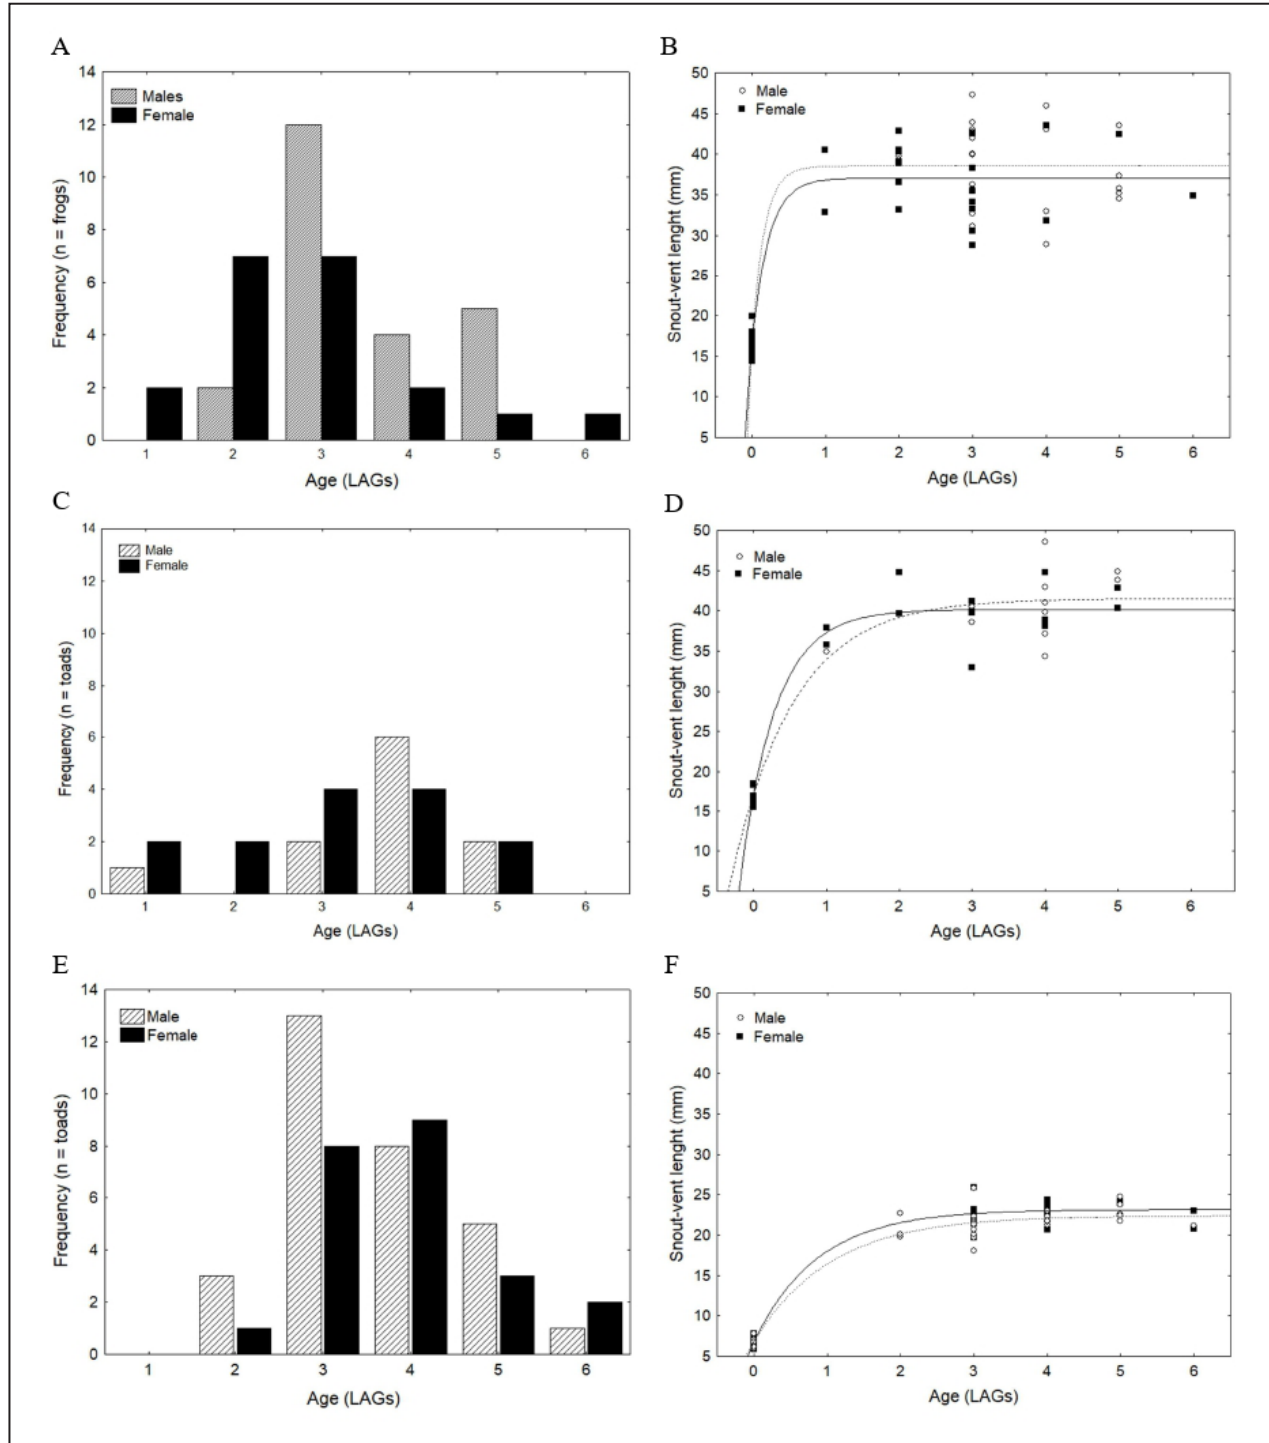 A
Males
Female
Frequency (n = frogs)
14
12
10
8
6
4
2
0
1 2 3 4 5 6
Age (LAGs)
B
Male
Female
Snout-vent lenght (mm)
50
45
40
35
30
25
20
15
10
5
0 1 2 3 4 5 6
Age (LAGs)
C
Male
Female
Frequency (n = toads)
14
12
10
8
6
4
2
0
1 2 3 4 5 6
Age (LAGs)
D
Male
Female
Snout-vent lenght (mm)
50
45
40
35
30
25
20
15
10
5
0 1 2 3 4 5 6
Age (LAGs)
E
Male
Female
Frequency (n = toads)
14
12
10
8
6
4
2
0
1 2 3 4 5 6
Age (LAGs)
F
Male
Female
Snout-vent lenght (mm)
50
45
40
35
30
25
20
15
10
5
0 1 2 3 4 5 6
Age (LAGs)